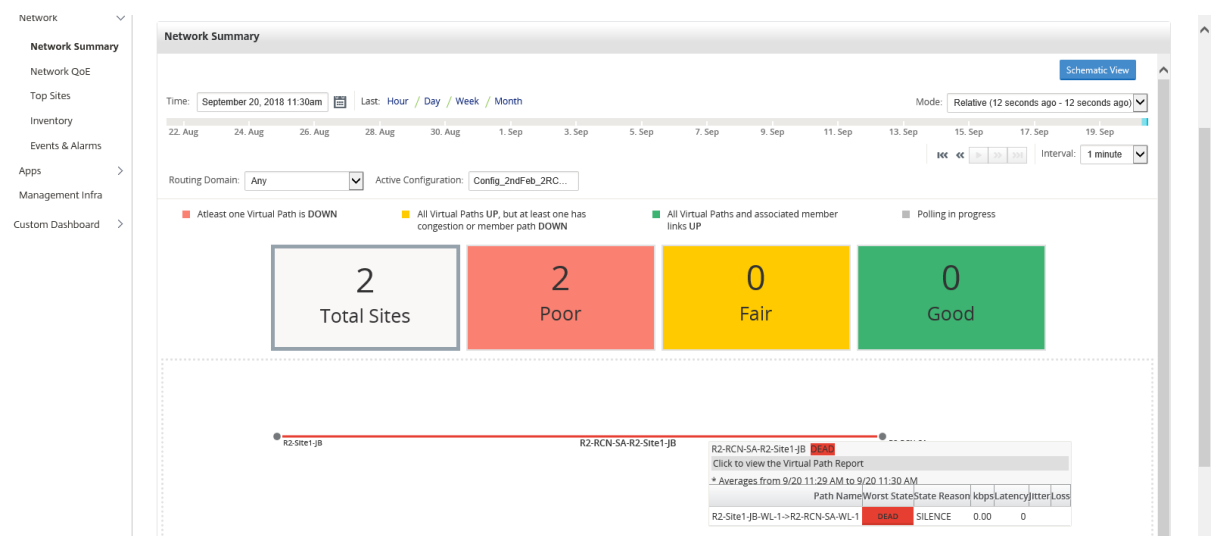 Network
Network Summary
Network QoE
Top Sites
Inventory
Events & Alarms
Apps
Management Infra
Custom Dashboard
Network Summary
Schematic View
Time: September 20, 2018 11:30am Last: Hour / Day / Week / Month Mode: Relative (12 seconds ago - 12 seconds ago)
22. Aug 24. Aug 26. Aug 28. Aug 30. Aug 1. Sep 3. Sep 5. Sep 7. Sep 9. Sep 11. Sep 13. Sep 15. Sep 17. Sep 19. Sep
Interval: 1 minute
Routing Domain: Any Active Configuration: Config_2ndFeb_2RC...
Atleast one Virtual Path is DOWN
All Virtual Paths UP, but at least one has
congestion or member path DOWN
All Virtual Paths and associated member
links UP
Polling in progress
2
Total Sites
2
Poor
0
Fair
0
Good
R2-Site1-JB R2-RCN-SA-R2-Site1-JB
R2-RCN-SA-R2-Site1-JB DEAD
Click to view the Virtual Path Report
* Averages from 9/20 11:29 AM to 9/20 11:30 AM
Path Name Worst State State Reason kbps Latency Jitter Loss
R2-Site1-JB-WL-1->R2-RCN-SA-WL-1 DEAD SILENCE 0.00 0